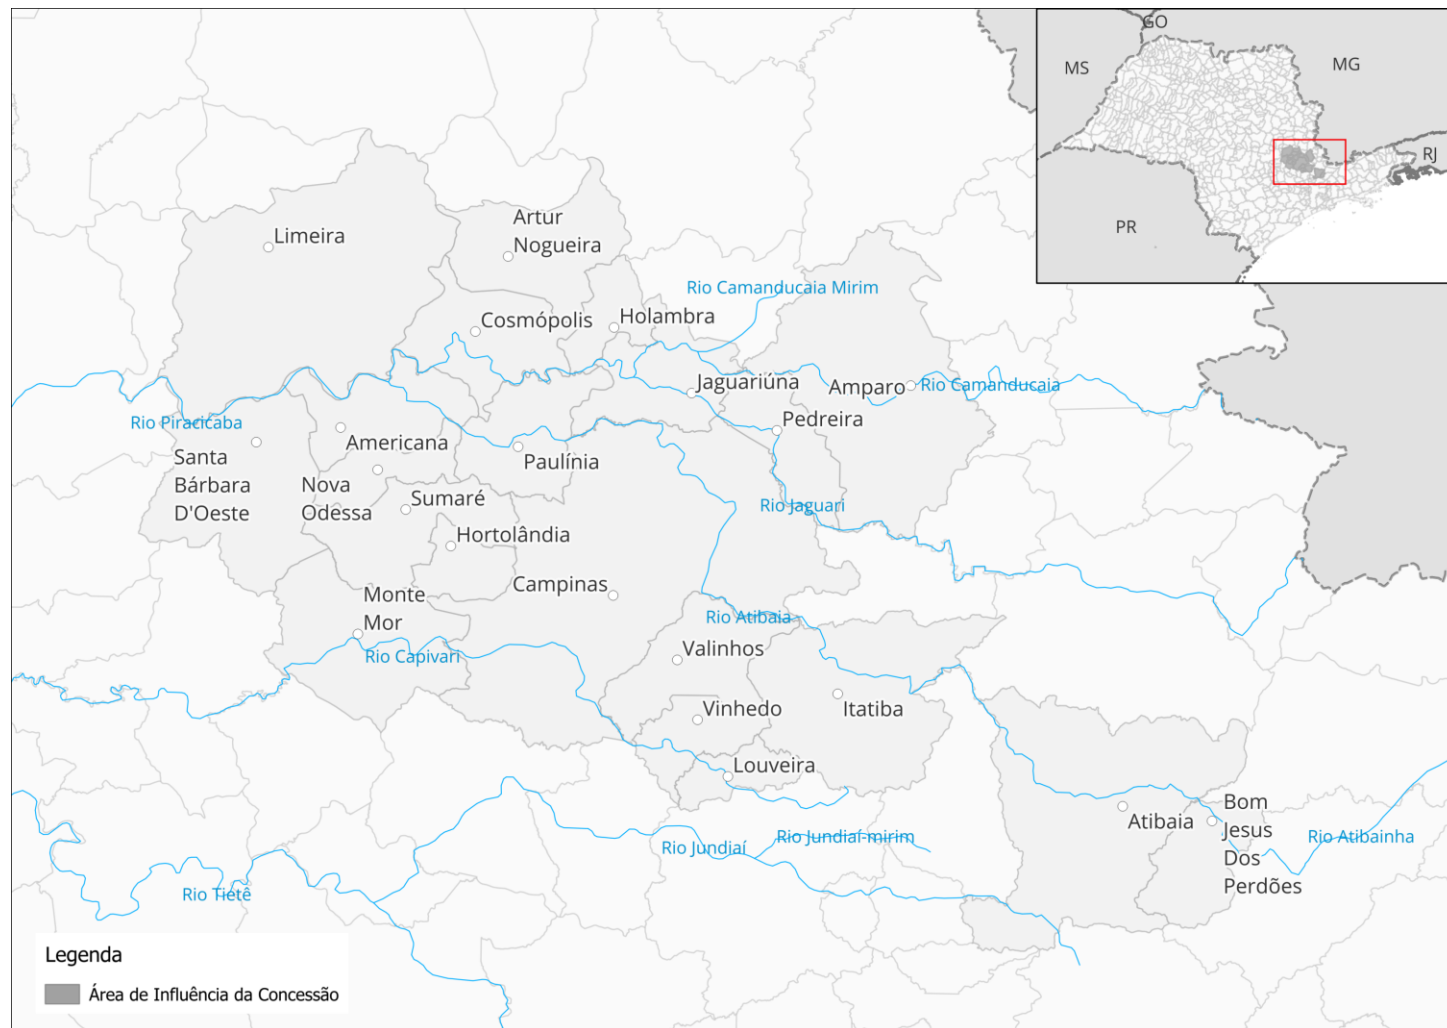 GO
MS
MG
RJ
PR
Limeira
Artur
Nogueira
Rio Camanducaia Mirim
Cosmópolis
Holambra
Jaguariúna
Amparo
Rio Camanducaia
Rio Piracicaba
Pedreira
Americana
Santa
Bárbara
D'Oeste
Paulínia
Nova
Odessa
Sumaré
Rio Jaguari
Hortolândia
Campinas
Monte
Mor
Rio Atibaia
Rio Capivari
Valinhos
Vinhedo
Itatiba
Louveira
Bom
Jesus
Dos
Perdões
Atibaia
Rio Atibainha
Rio Jundiaí
Rio Jundiaí-mirim
Rio Tietê
Legenda
Área de Influência da Concessão